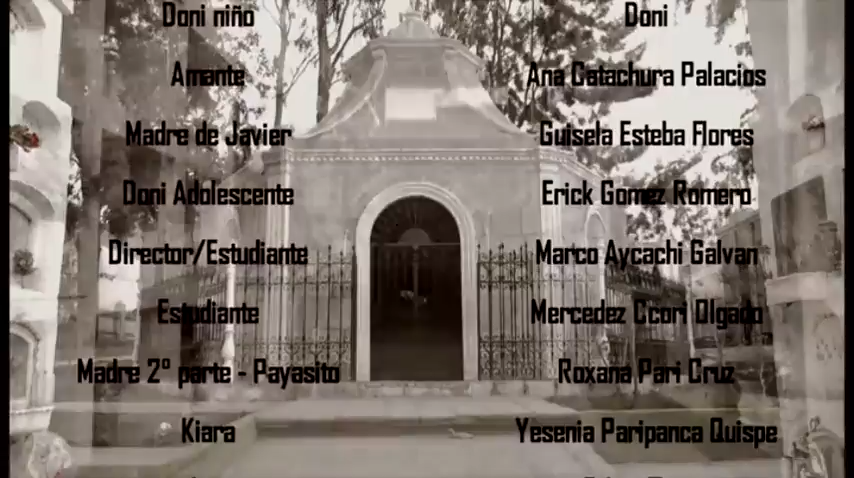 Doni niño Doni
Amante Ana Catachura Palacios
Madre de Javier Guisela Esteba Flores
Doni Adolescente Erick Gomez Romero
Director/Estudiante Marco Aycachi Galvan
Estudiante Mercedez Ccori Olgado
Madre 2° parte - Payasito Roxana Pari Cruz
Kiara Yesenia Paripanca Quispe